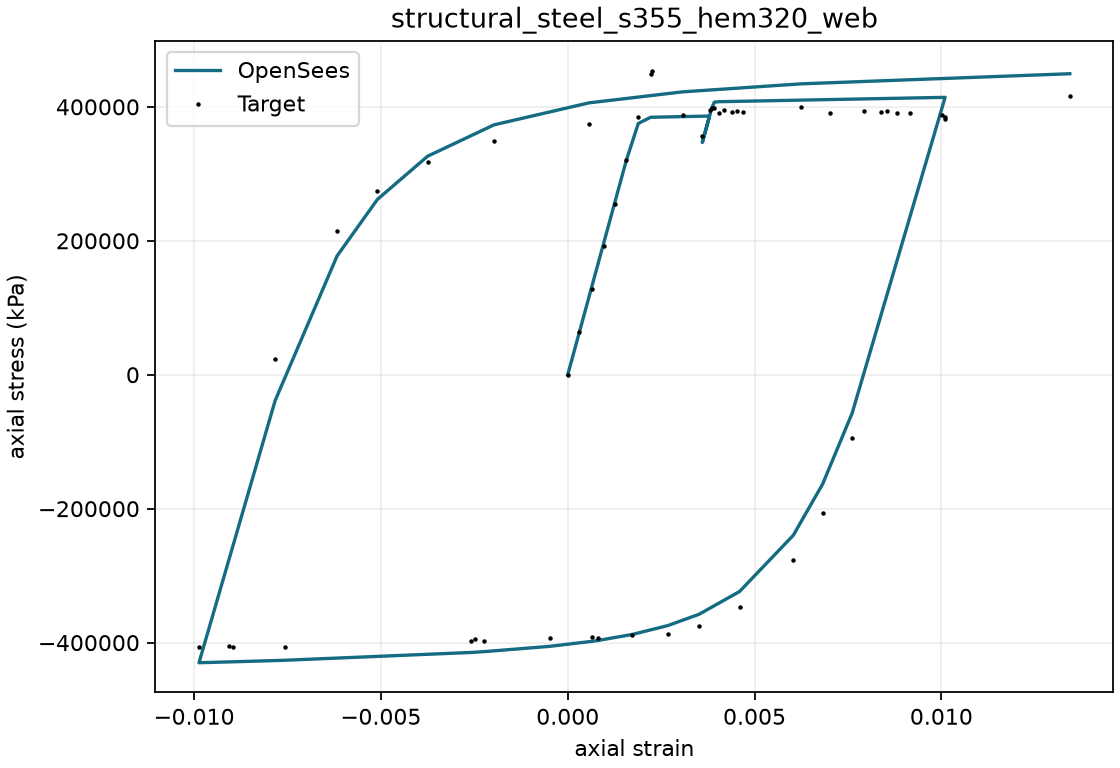 structural_steel_s355_hem320_web
OpenSees
Target
400000
200000
0
−200000
−400000
axial stress (kPa)
−0.010
−0.005
0.000
0.005
0.010
axial strain